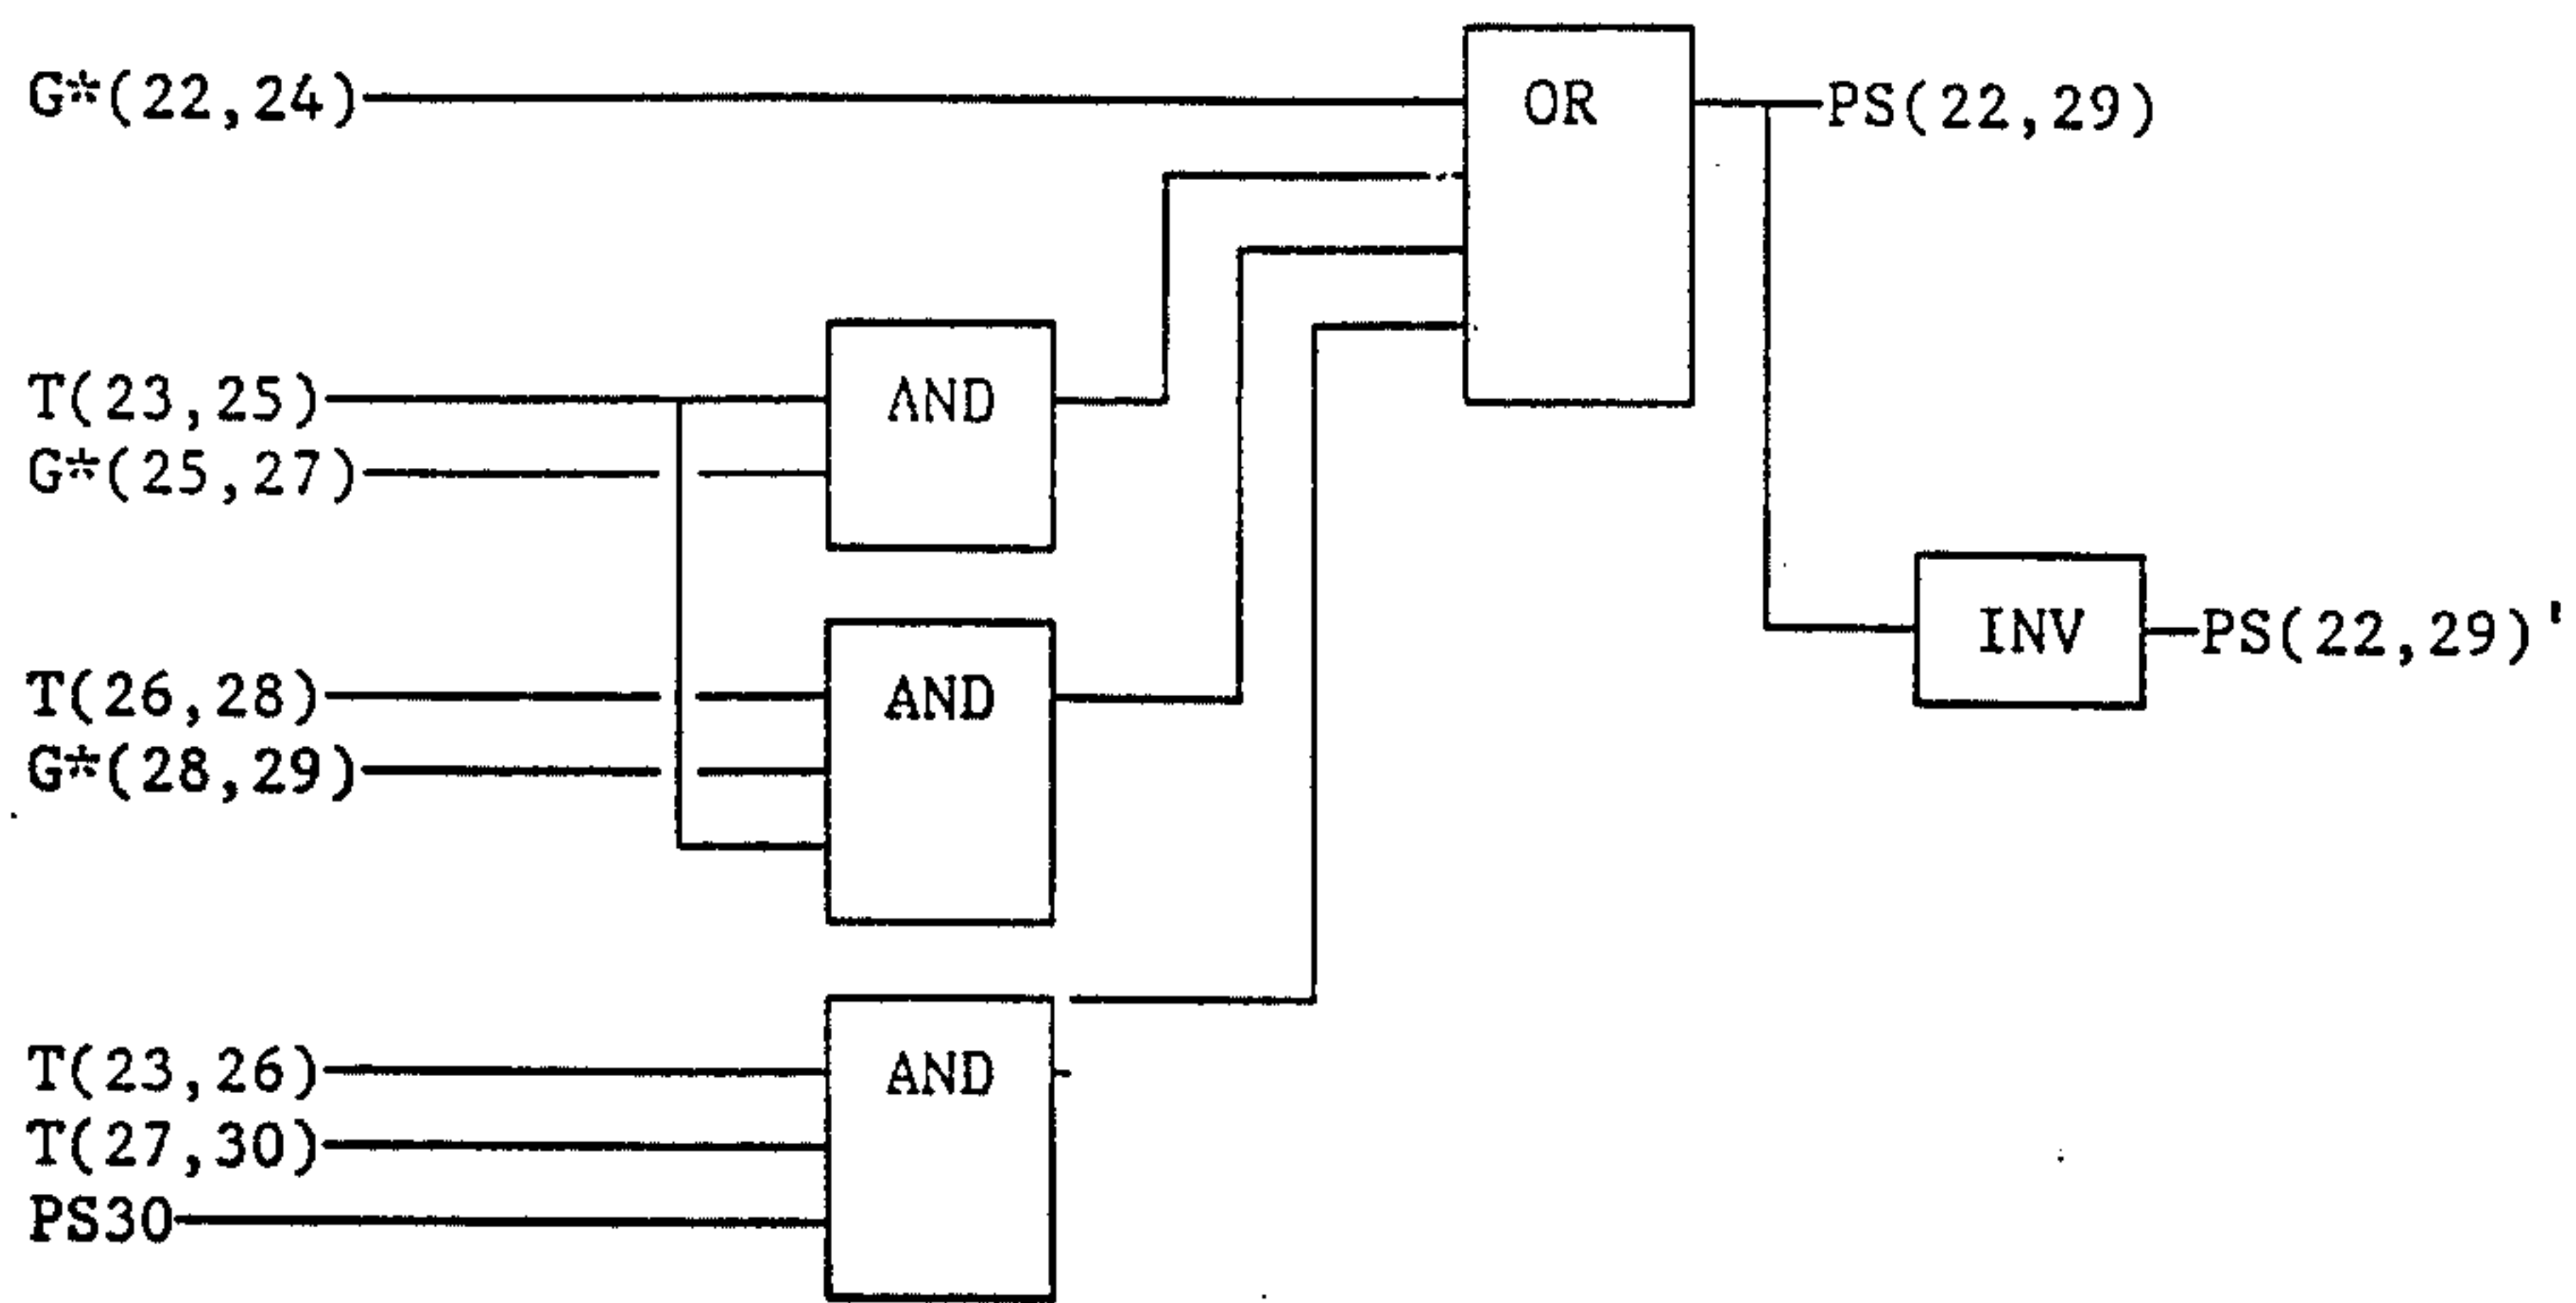 G*(22,24)
OR
PS(22,29)
T(23,25)
AND
G*(25,27)
INV
PS(22,29)'
T(26,28)
AND
G*(28,29)
T(23,26)
AND
T(27,30)
PS30